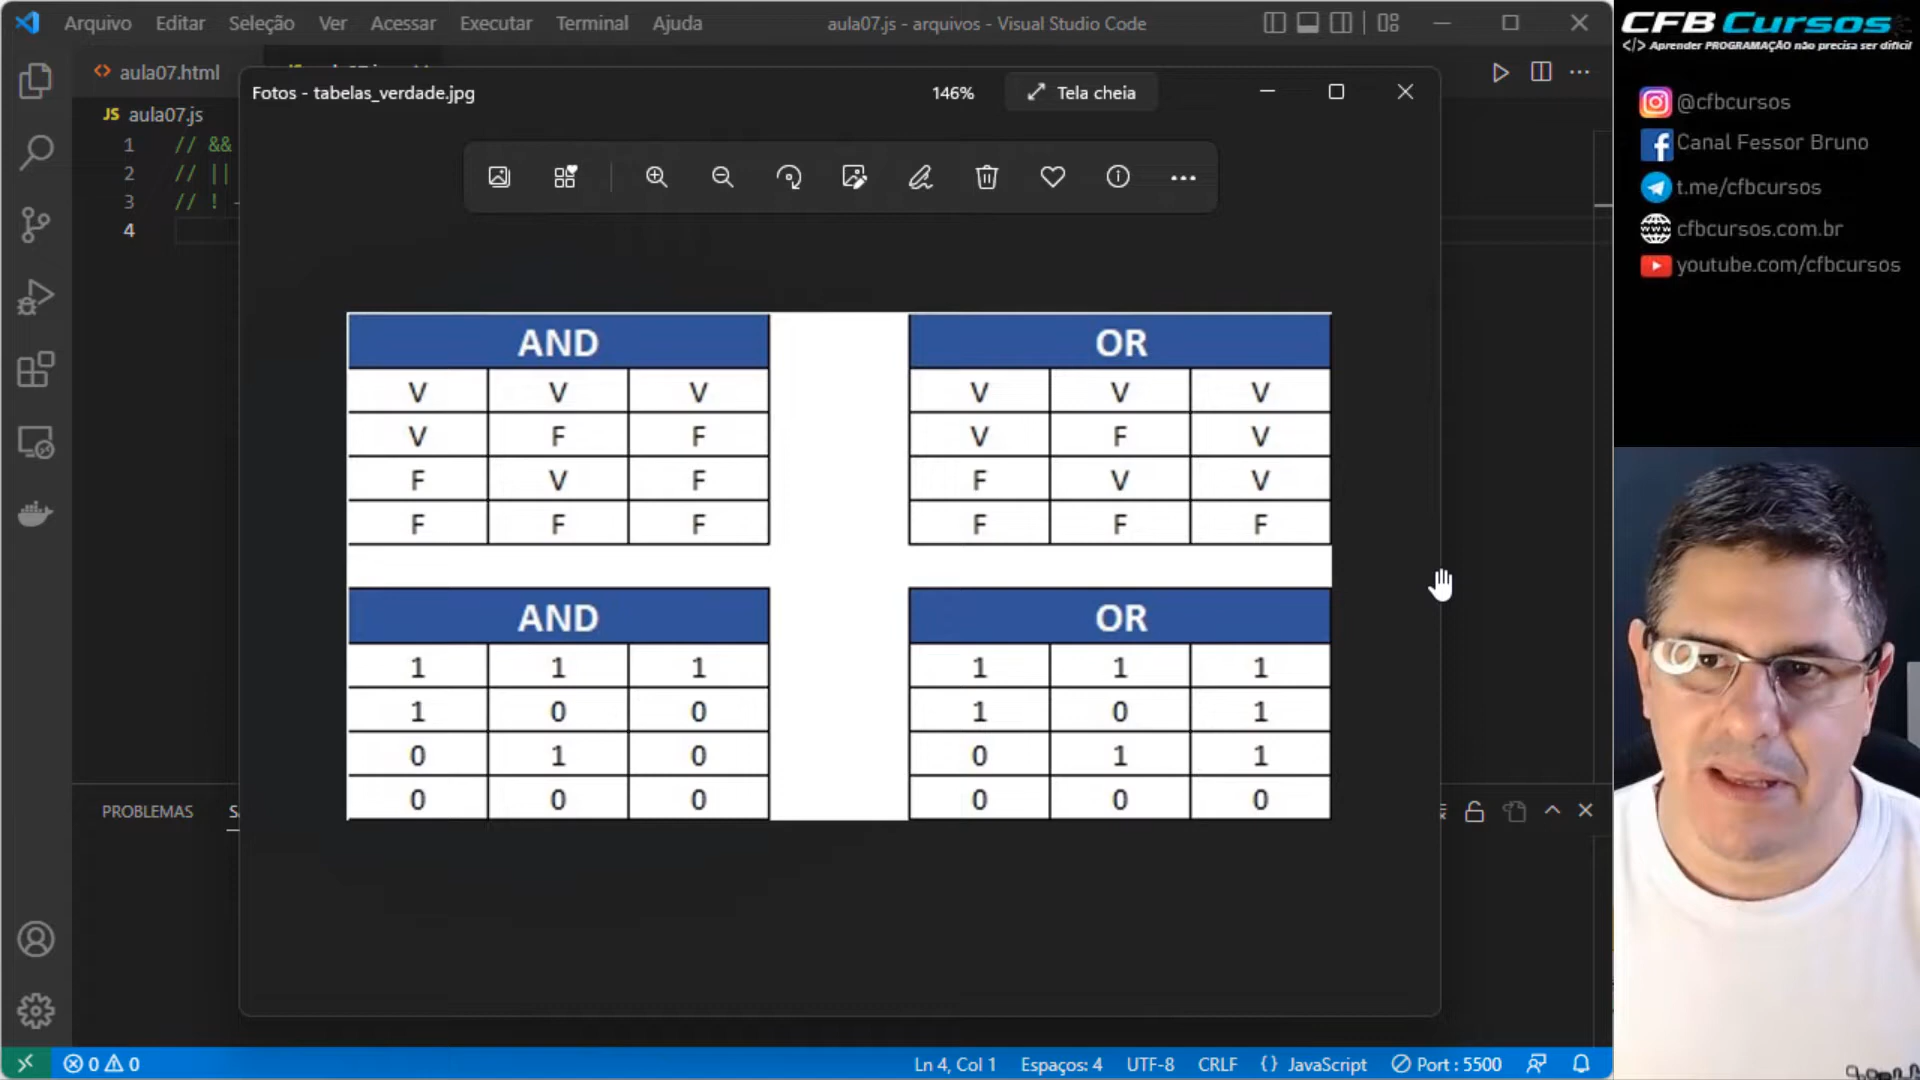 Arquivo Editar Seleção Ver Acessar Executar Terminal Ajuda
aula07.js - arquivos - Visual Studio Code
aula07.html
JS aula07.js
1 // &&
2 // ||
3 // ! -
4
Fotos - tabelas_verdade.jpg
146%
Tela cheia
AND
V V V
V F F
F V F
F F F
OR
V V V
V F V
F V V
F F F
AND
1 1 1
1 0 0
0 1 0
0 0 0
OR
1 1 1
1 0 1
0 1 1
0 0 0
PROBLEMAS
0 0
Ln 4, Col 1
Espaços: 4
UTF-8
CRLF
{} JavaScript
Port : 5500
CFB Cursos
</> Aprender PROGRAMAÇÃO não precisa ser difícil
@cfbcursos
Canal Fessor Bruno
t.me/cfbcursos
cfbcursos.com.br
youtube.com/cfbcursos